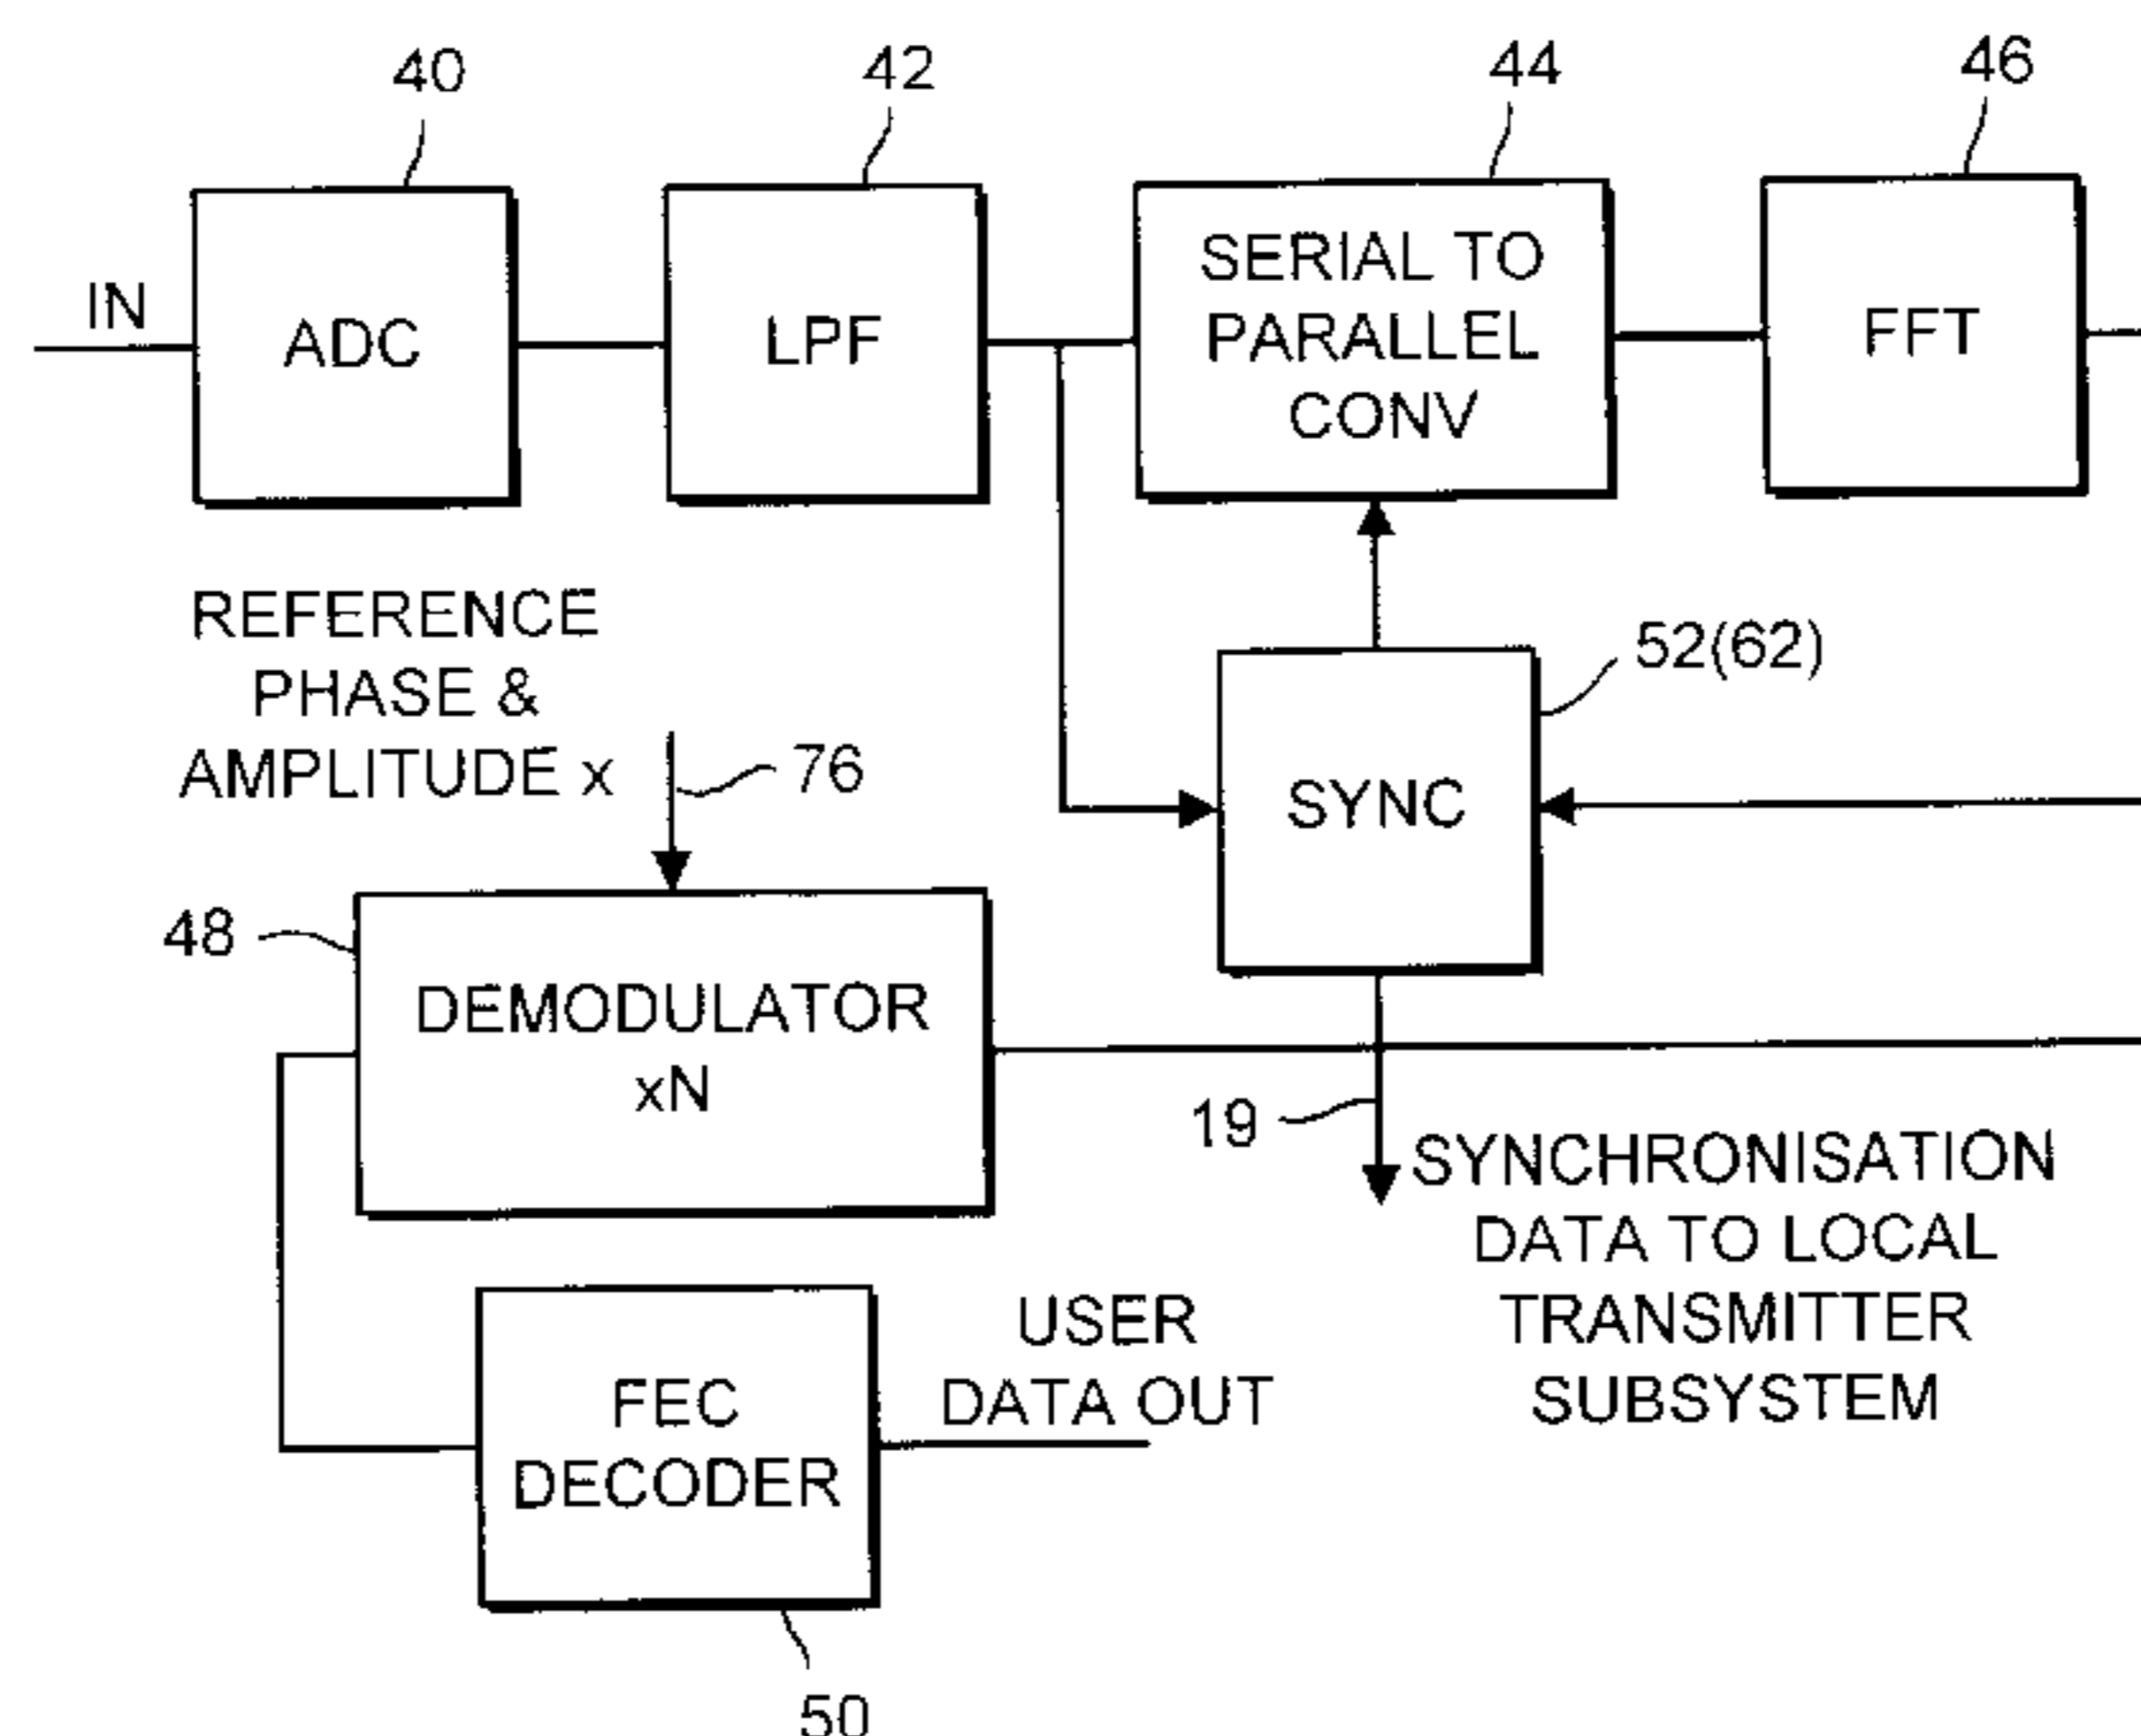 40
42
44
46
IN
ADC
LPF
SERIAL TO
PARALLEL
CONV
FFT
REFERENCE
PHASE &
AMPLITUDE x
76
52(62)
SYNC
48
DEMODULATOR
xN
19
SYNCHRONISATION
DATA TO LOCAL
TRANSMITTER
SUBSYSTEM
FEC
DECODER
USER
DATA OUT
50